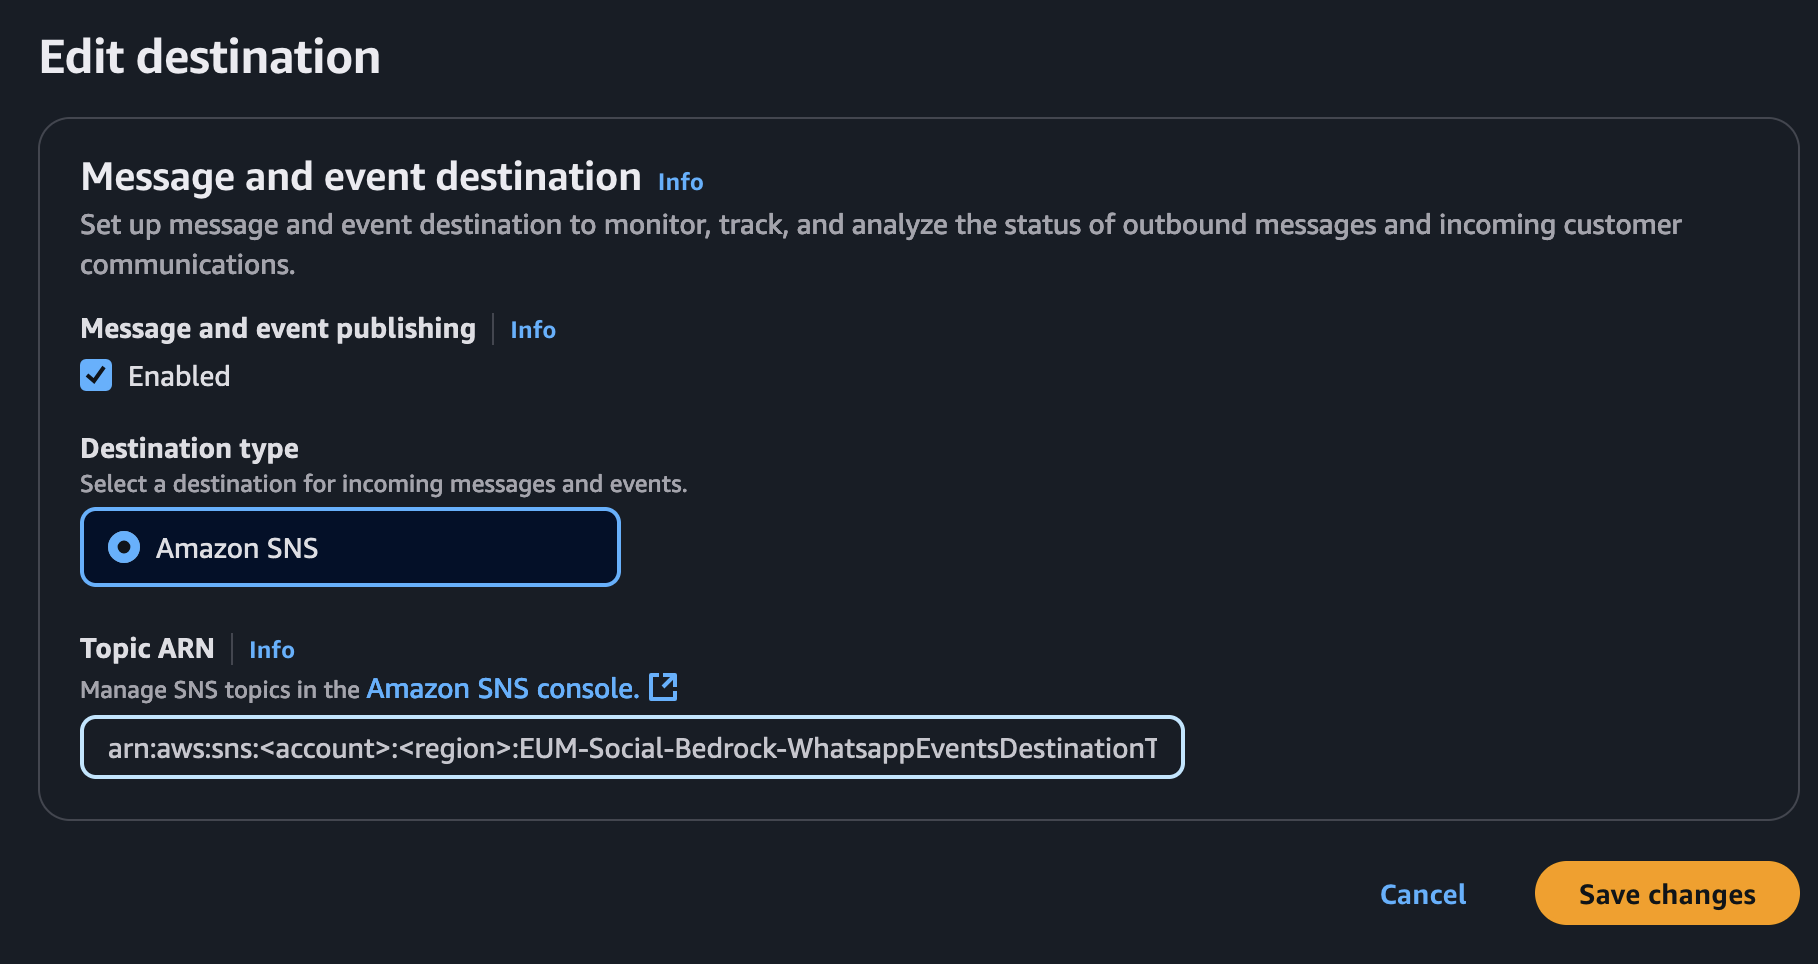 Edit destination
Message and event destination Info
Set up message and event destination to monitor, track, and analyze the status of outbound messages and incoming customer
communications.
Message and event publishing Info
Enabled
Destination type
Select a destination for incoming messages and events.
Amazon SNS
Topic ARN Info
Manage SNS topics in the Amazon SNS console.
arn:aws:sns:<account>:<region>:EUM-Social-Bedrock-WhatsappEventsDestinationT
Cancel Save changes